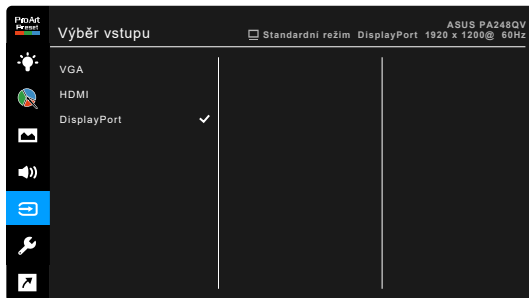 ProArt
Preset
Výběr vstupu
ASUS PA248QV
Standardní režim DisplayPort 1920 x 1200@ 60Hz
VGA
HDMI
DisplayPort